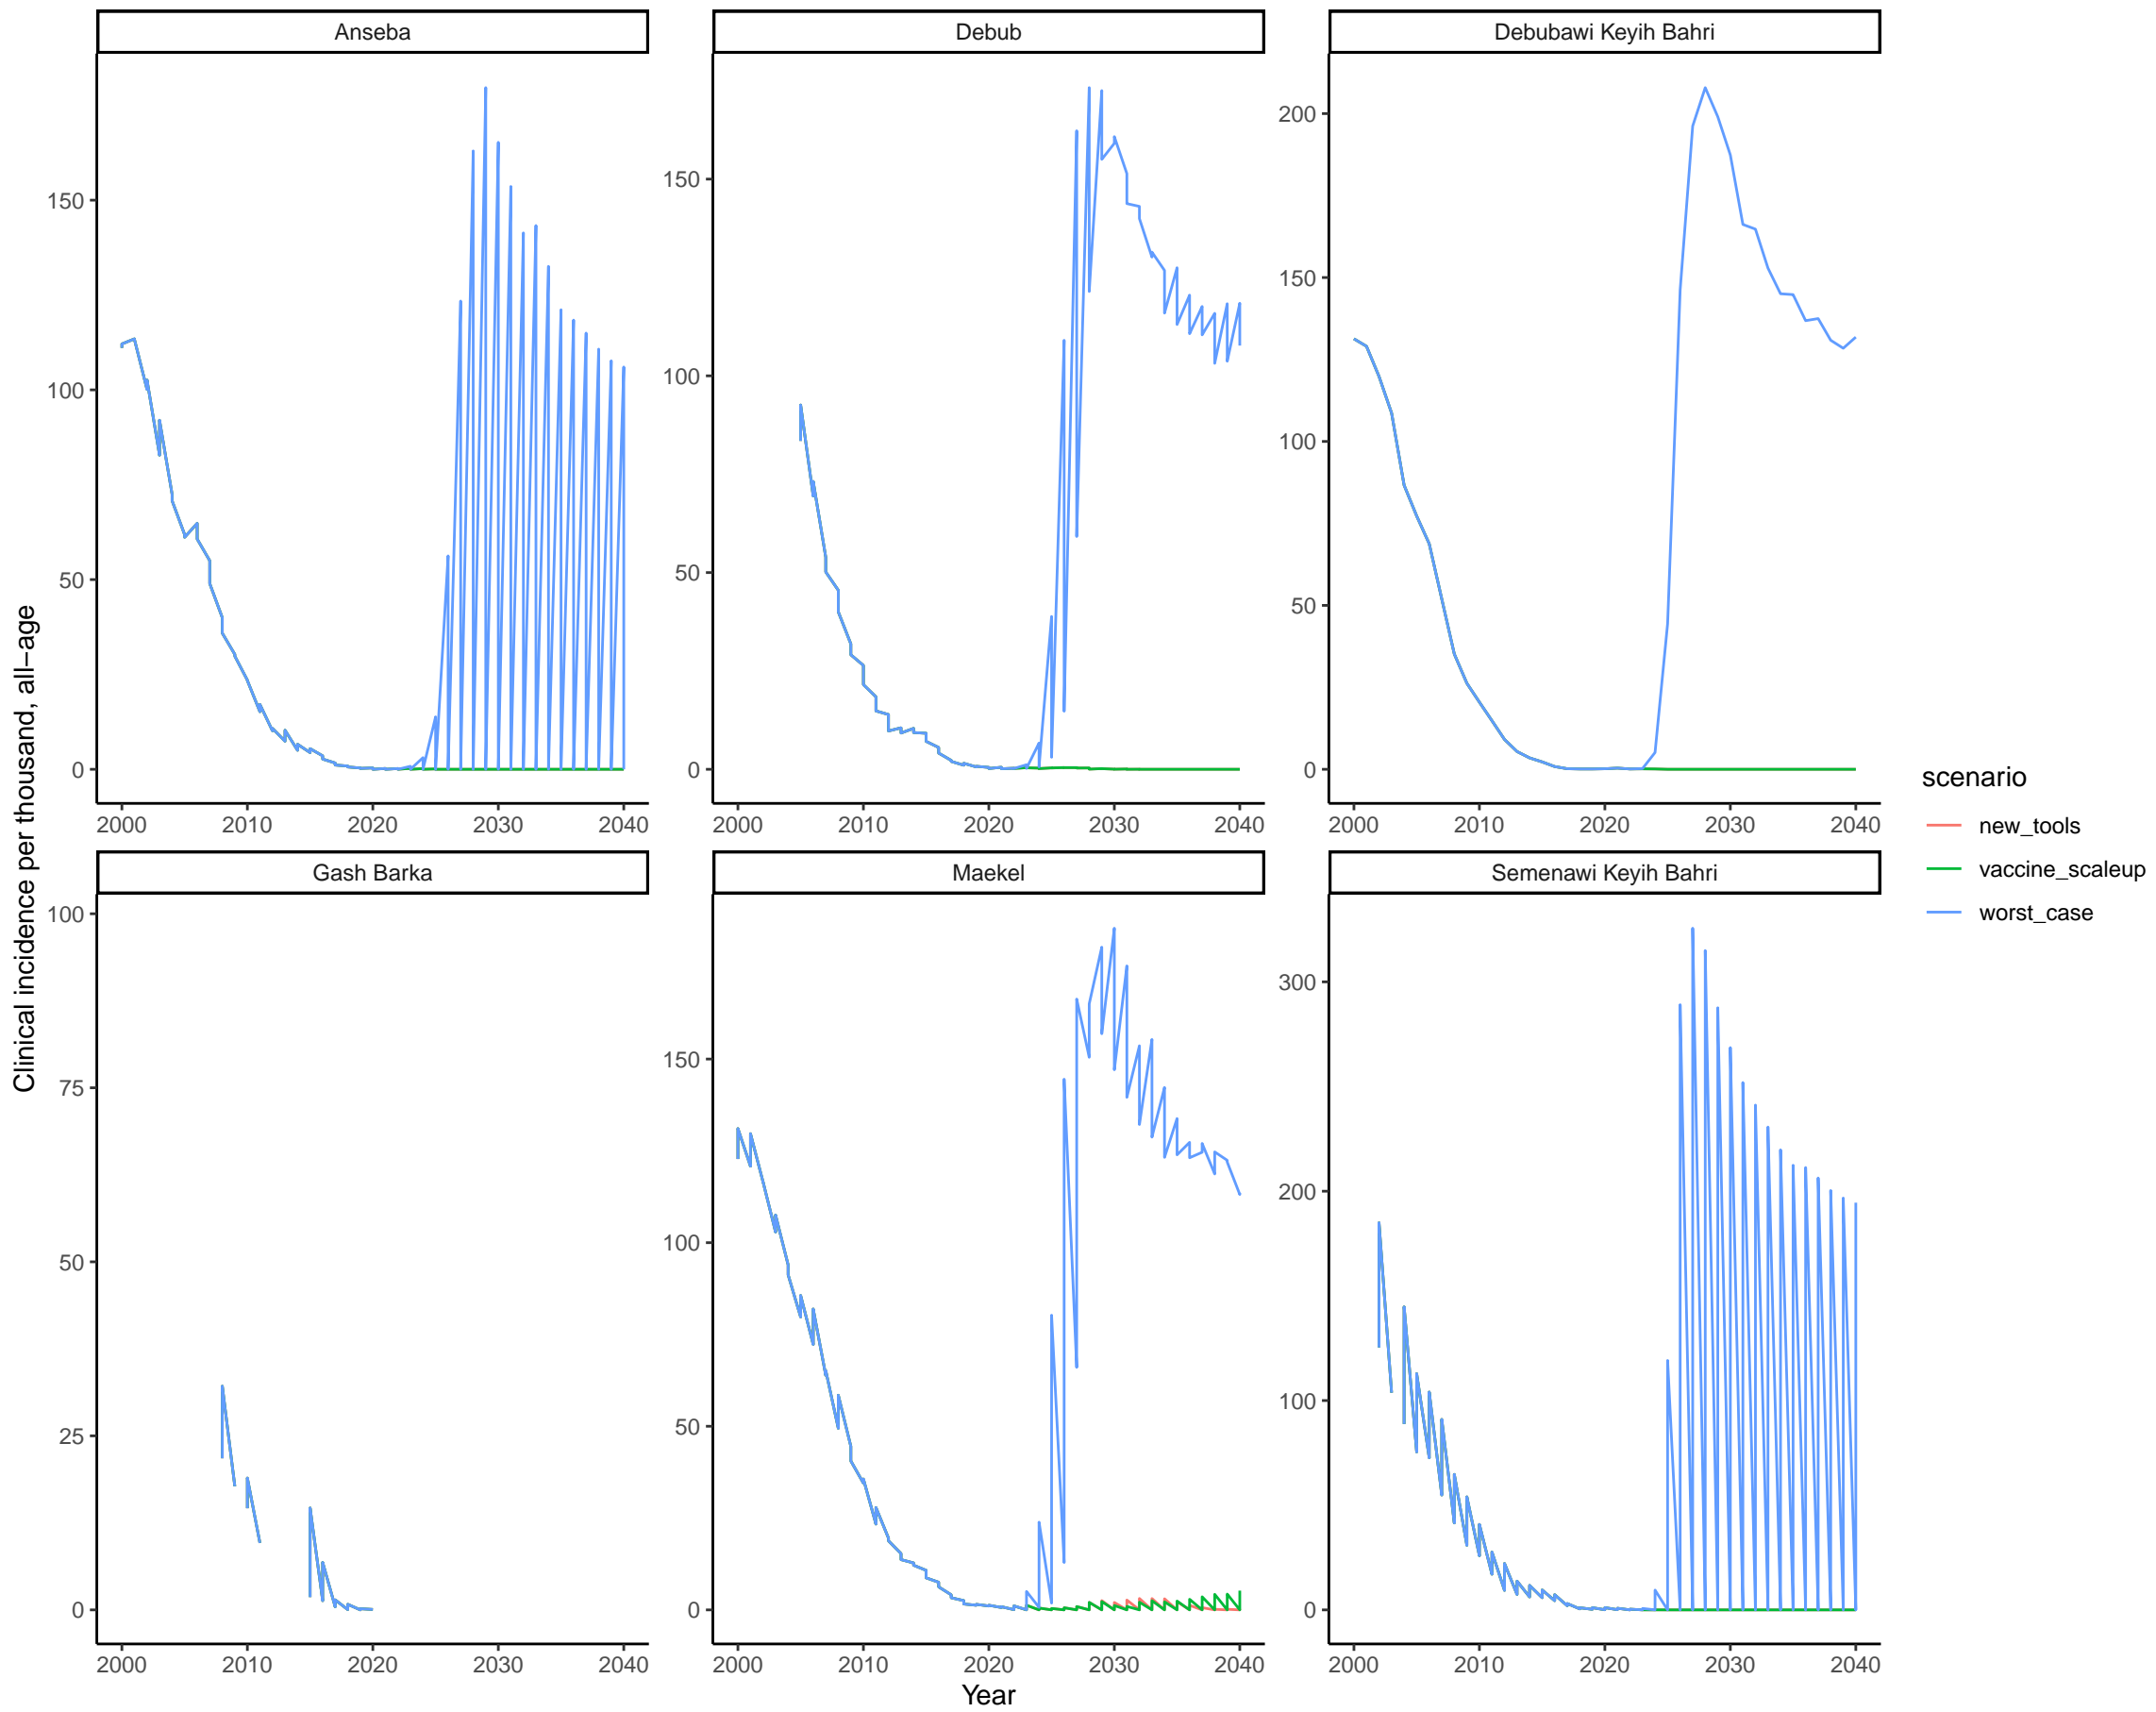 Anseba
Debub
Debubawi Keyih Bahri
150
100
50
0
150
100
50
0
200
150
100
50
0
2000 2010 2020 2030 2040
2000 2010 2020 2030 2040
2000 2010 2020 2030 2040
Gash Barka
Maekel
Semenawi Keyih Bahri
100
75
50
25
0
150
100
50
0
300
200
100
0
2000 2010 2020 2030 2040
2000 2010 2020 2030 2040
2000 2010 2020 2030 2040
Year
Clinical incidence per thousand, all−age
scenario
new_tools
vaccine_scaleup
worst_case